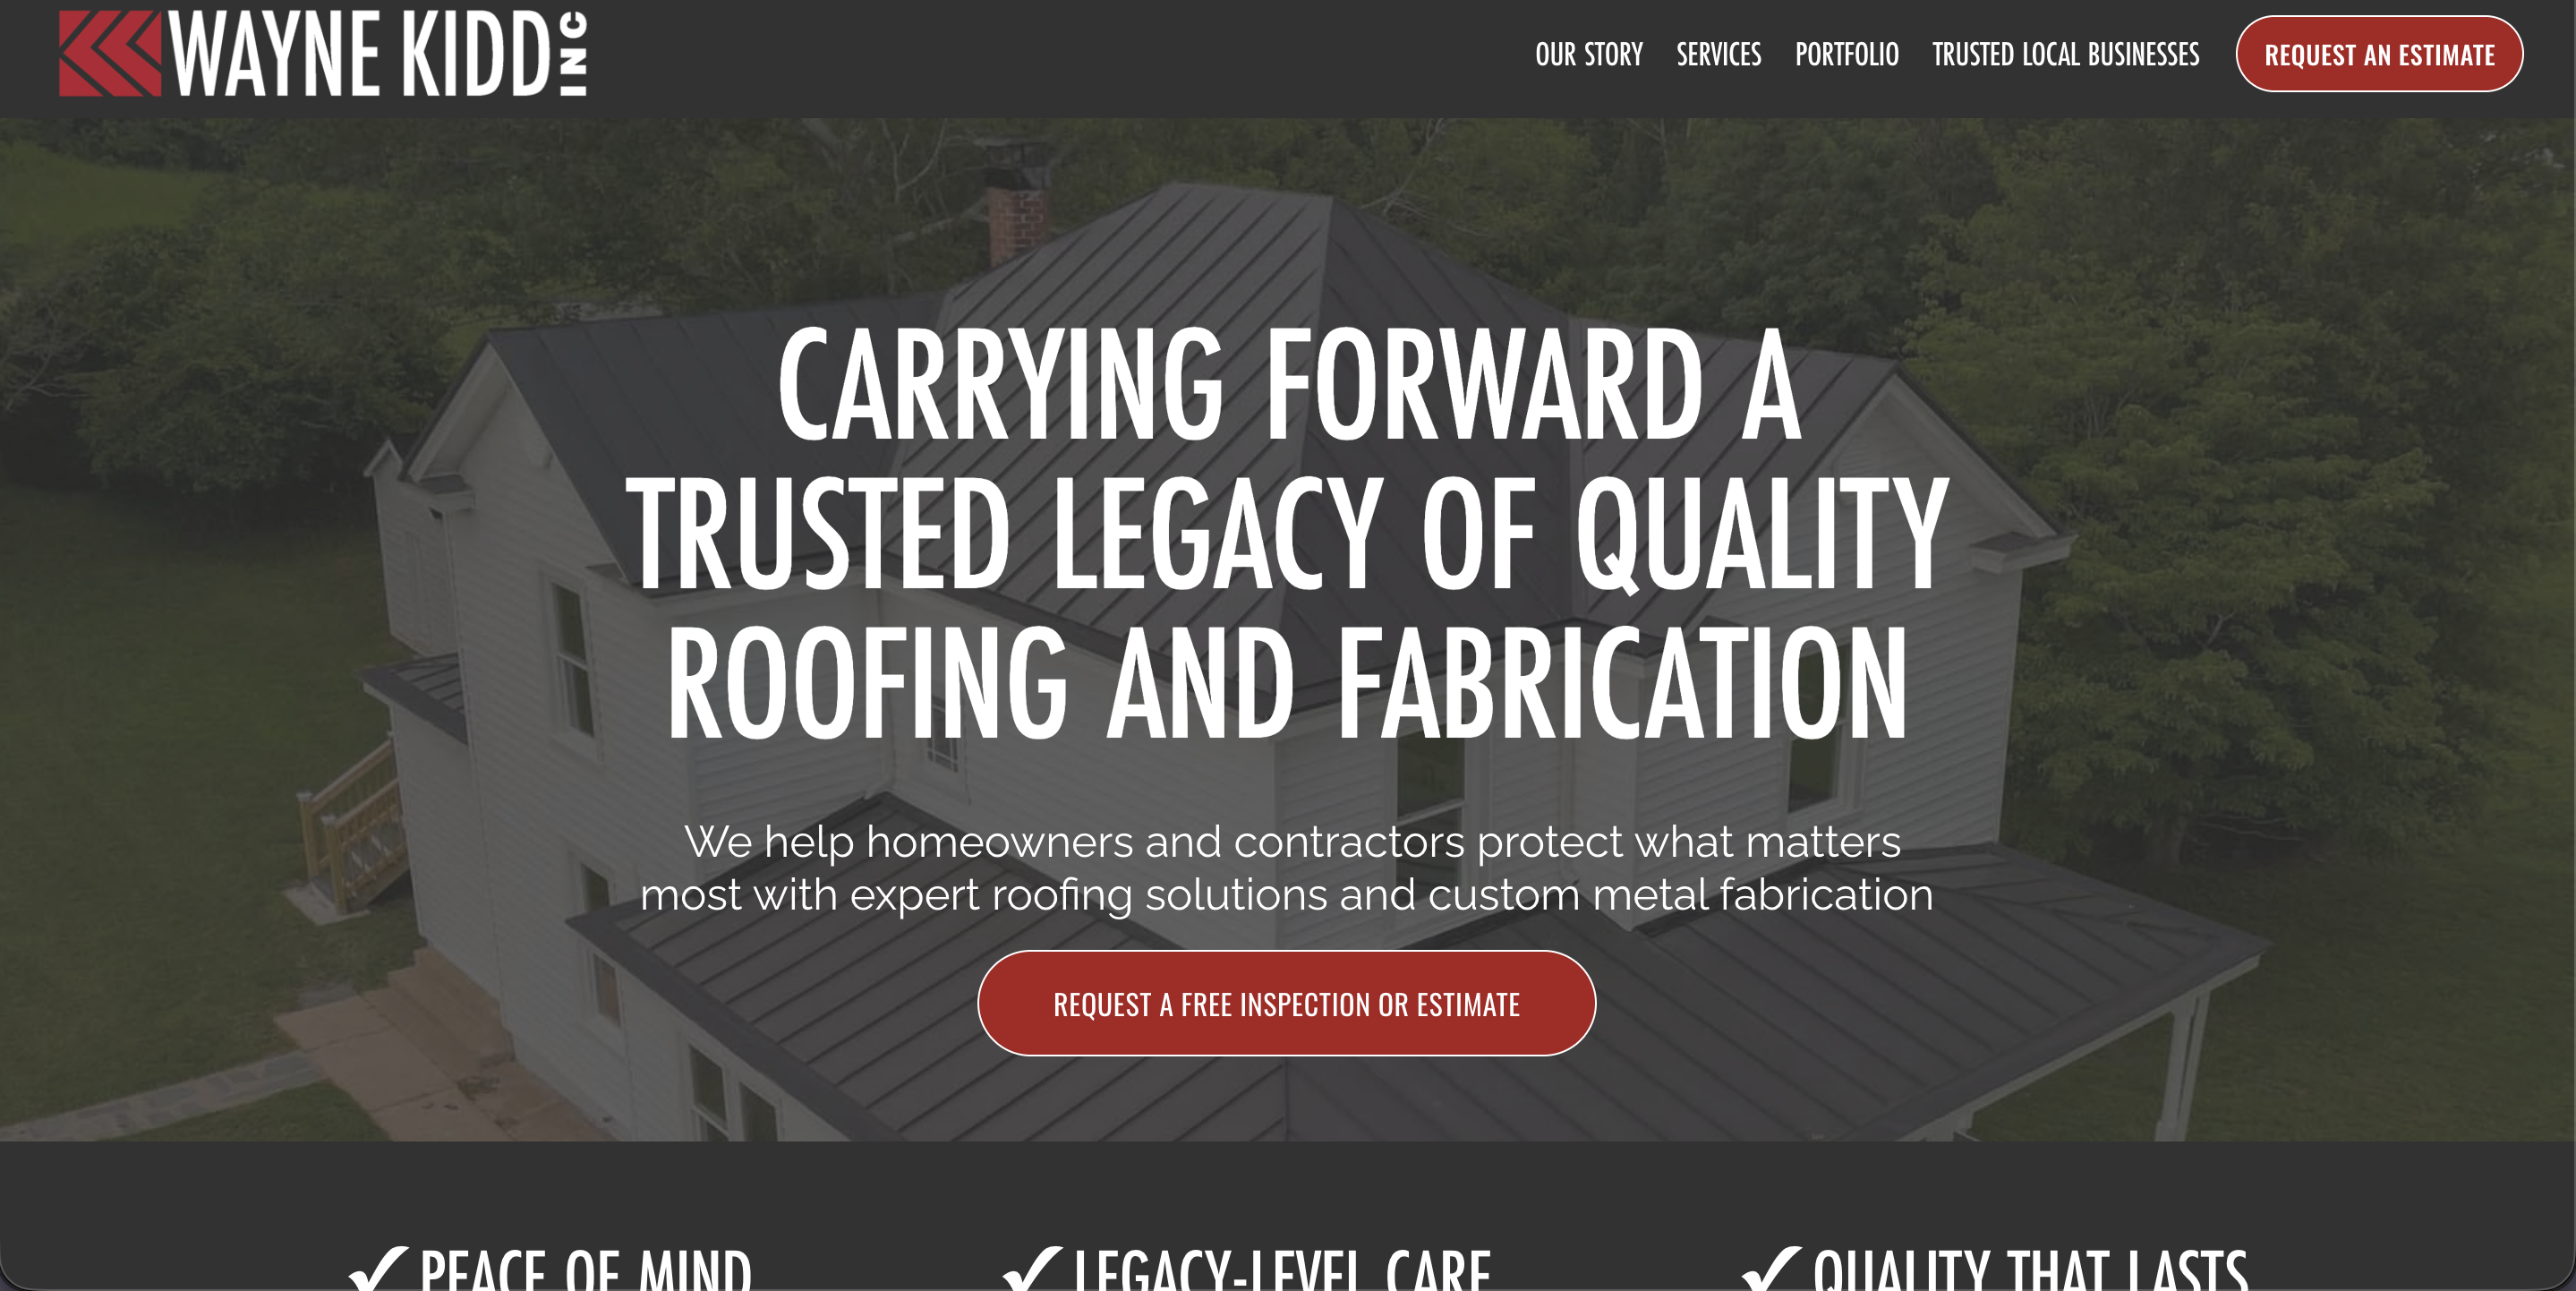 WAYNE KIDD INC
OUR STORY
SERVICES
PORTFOLIO
TRUSTED LOCAL BUSINESSES
REQUEST AN ESTIMATE
CARRYING FORWARD A
TRUSTED LEGACY OF QUALITY
ROOFING AND FABRICATION
We help homeowners and contractors protect what matters
most with expert roofing solutions and custom metal fabrication
REQUEST A FREE INSPECTION OR ESTIMATE
✓ PEACE OF MIND
✓ LEGACY-LEVEL CARE
✓ QUALITY THAT LASTS